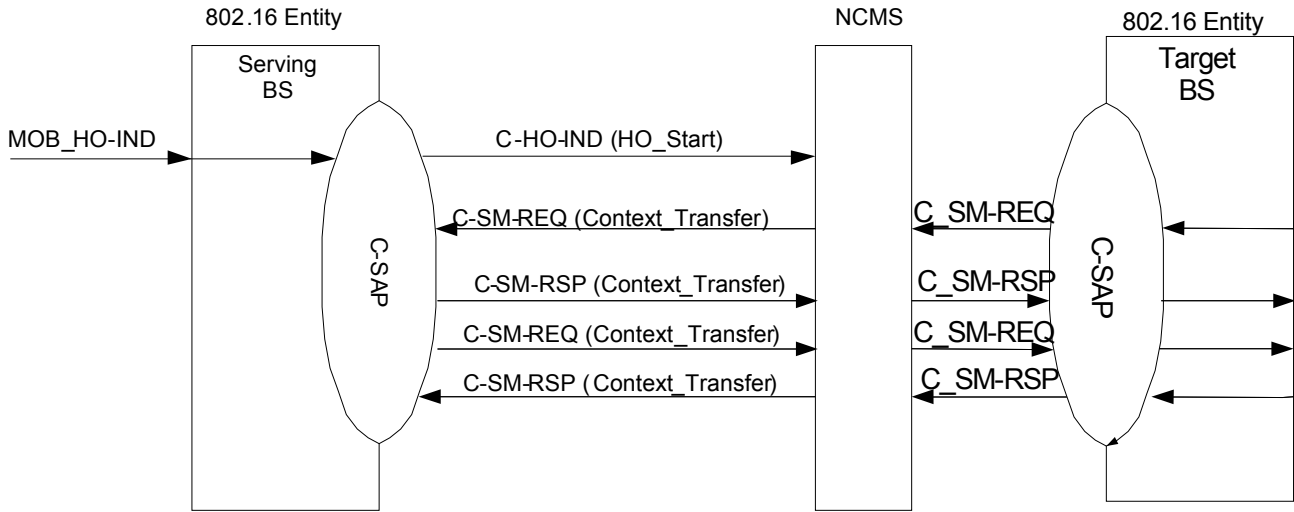 802.16 Entity
NCMS
802.16 Entity
Serving
BS
Target
BS
MOB_HO-IND
C-HO-IND (HO_Start)
C-SM-REQ (Context_Transfer)
C_SM-REQ
C-SAP
C-SAP
C-SM-RSP (Context_Transfer)
C_SM-RSP
C-SM-REQ (Context_Transfer)
C_SM-REQ
C-SM-RSP (Context_Transfer)
C_SM-RSP